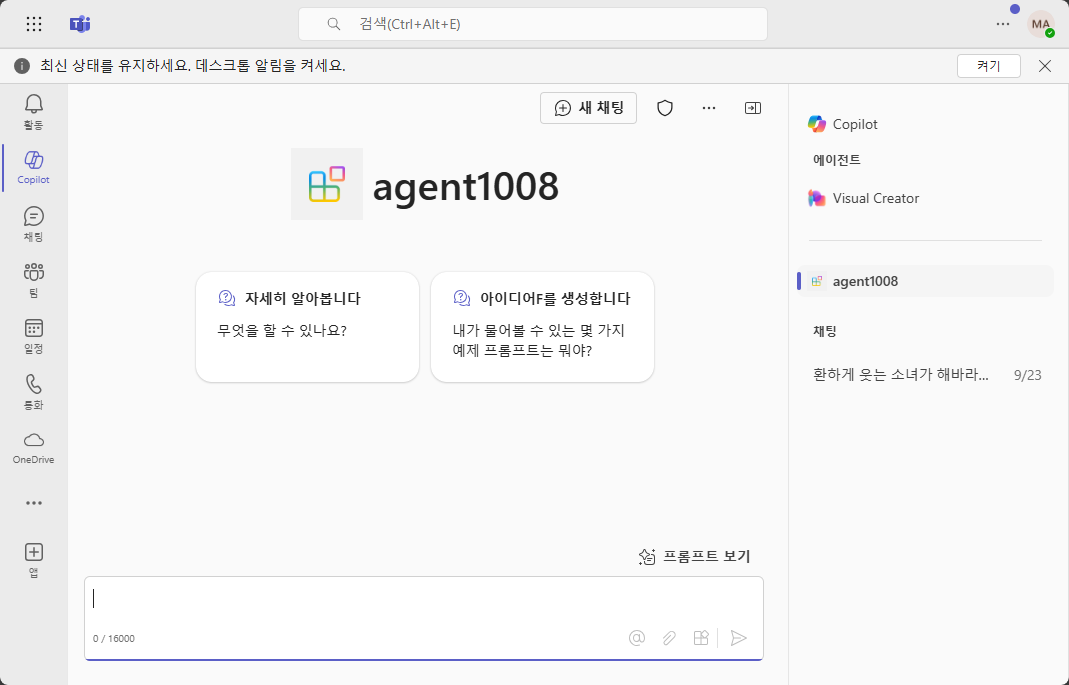 검색(Ctrl+Alt+E)
MA
최신 상태를 유지하세요. 데스크톱 알림을 켜세요.
켜기
활동
Copilot
채팅
팀
일정
통화
OneDrive
앱
새 채팅
agent1008
자세히 알아봅니다
무엇을 할 수 있나요?
아이디어F를 생성합니다
내가 물어볼 수 있는 몇 가지
예제 프롬프트는 뭐야?
프롬프트 보기
0 / 16000
Copilot
에이전트
Visual Creator
agent1008
채팅
환하게 웃는 소녀가 해바라... 9/23